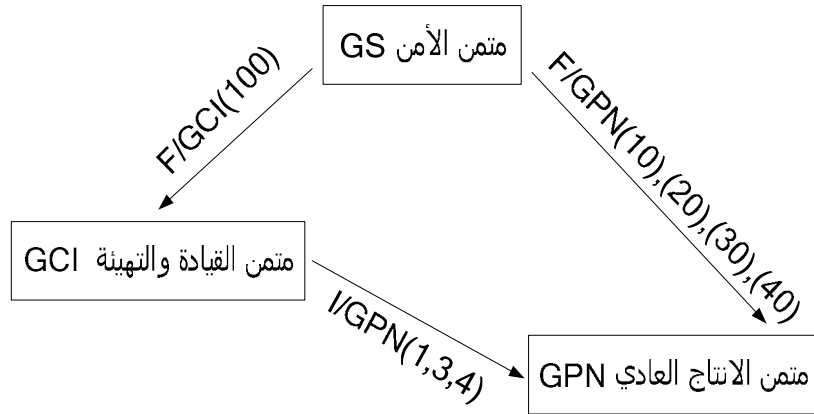 متمن الأمن GS
F/GCI(100)
F/GPN(10),(20),(30),(40)
متمن القيادة والتهيئة GCI
I/GPN(1,3,4)
متمن الانتاج العادي GPN